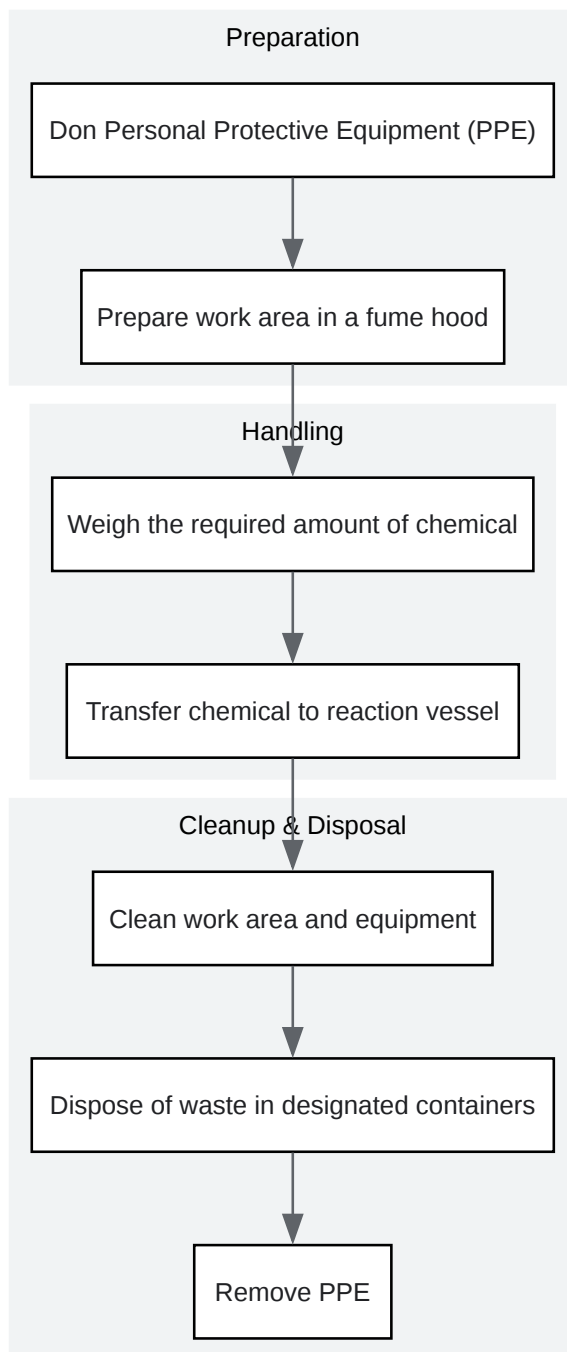 Preparation
Don Personal Protective Equipment (PPE)
Prepare work area in a fume hood
Handling
Weigh the required amount of chemical
Transfer chemical to reaction vessel
Cleanup & Disposal
Clean work area and equipment
Dispose of waste in designated containers
Remove PPE